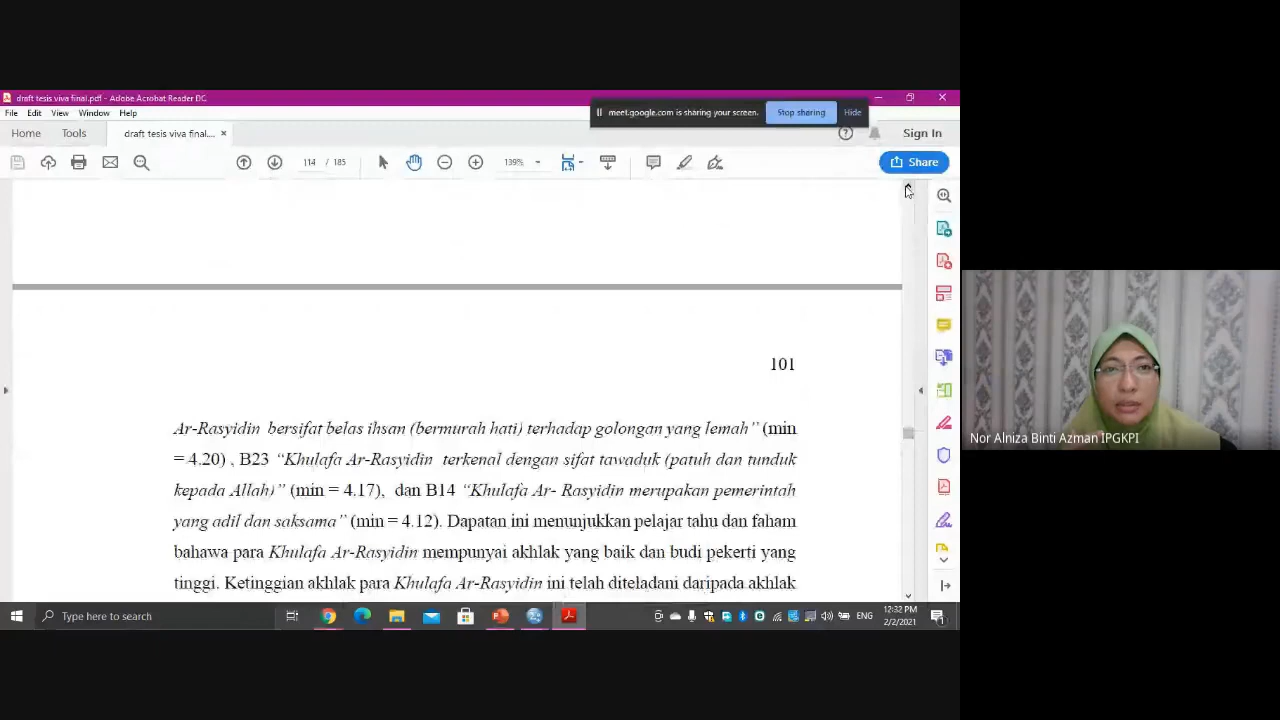 draft tesis viva final.pdf - Adobe Acrobat Reader DC
File Edit View Window Help
meet.google.com is sharing your screen. Stop sharing Hide
Home Tools draft tesis viva final.... × Sign In
114 / 185 139% Share
101
Ar-Rasyidin bersifat belas ihsan (bermurah hati) terhadap golongan yang lemah” (min
= 4.20) , B23 “Khulafa Ar-Rasyidin terkenal dengan sifat tawaduk (patuh dan tunduk
kepada Allah)” (min = 4.17), dan B14 “Khulafa Ar- Rasyidin merupakan pemerintah
yang adil dan saksama” (min = 4.12). Dapatan ini menunjukkan pelajar tahu dan faham
bahawa para Khulafa Ar-Rasyidin mempunyai akhlak yang baik dan budi pekerti yang
tinggi. Ketinggian akhlak para Khulafa Ar-Rasyidin ini telah diteladani daripada akhlak
Nor Alniza Binti Azman IPGKPI
Type here to search
ENG
12:32 PM
2/2/2021